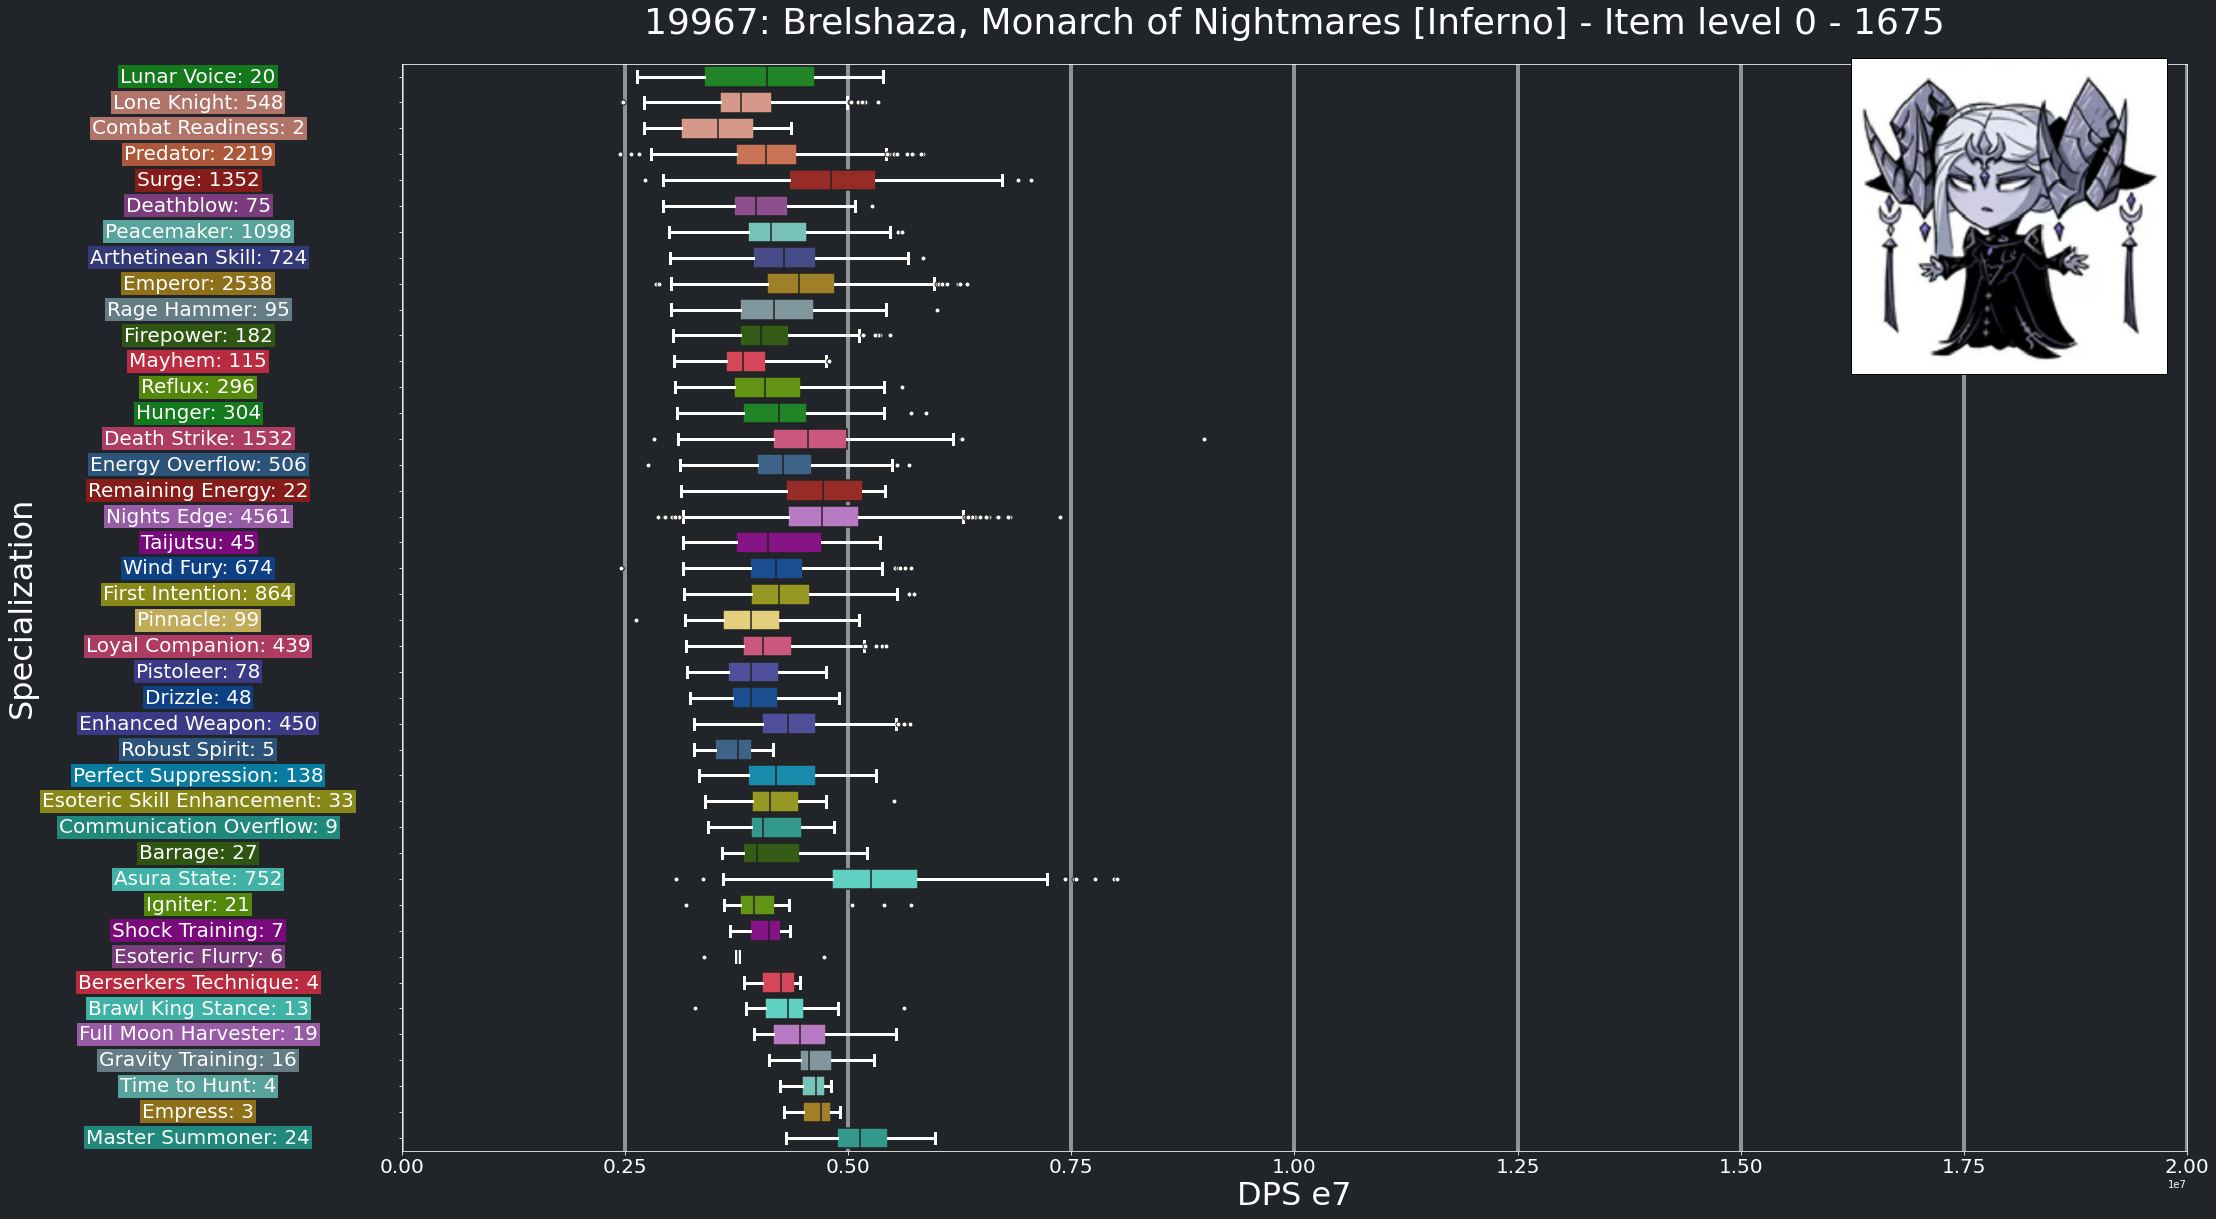 19967: Brelshaza, Monarch of Nightmares [Inferno] - Item level 0 - 1675
Specialization
Lunar Voice: 20
Lone Knight: 548
Combat Readiness: 2
Predator: 2219
Surge: 1352
Deathblow: 75
Peacemaker: 1098
Arthetinean Skill: 724
Emperor: 2538
Rage Hammer: 95
Firepower: 182
Mayhem: 115
Reflux: 296
Hunger: 304
Death Strike: 1532
Energy Overflow: 506
Remaining Energy: 22
Nights Edge: 4561
Taijutsu: 45
Wind Fury: 674
First Intention: 864
Pinnacle: 99
Loyal Companion: 439
Pistoleer: 78
Drizzle: 48
Enhanced Weapon: 450
Robust Spirit: 5
Perfect Suppression: 138
Esoteric Skill Enhancement: 33
Communication Overflow: 9
Barrage: 27
Asura State: 752
Igniter: 21
Shock Training: 7
Esoteric Flurry: 6
Berserkers Technique: 4
Brawl King Stance: 13
Full Moon Harvester: 19
Gravity Training: 16
Time to Hunt: 4
Empress: 3
Master Summoner: 24
0.00 0.25 0.50 0.75 1.00 1.25 1.50 1.75 2.00
1e7
DPS e7